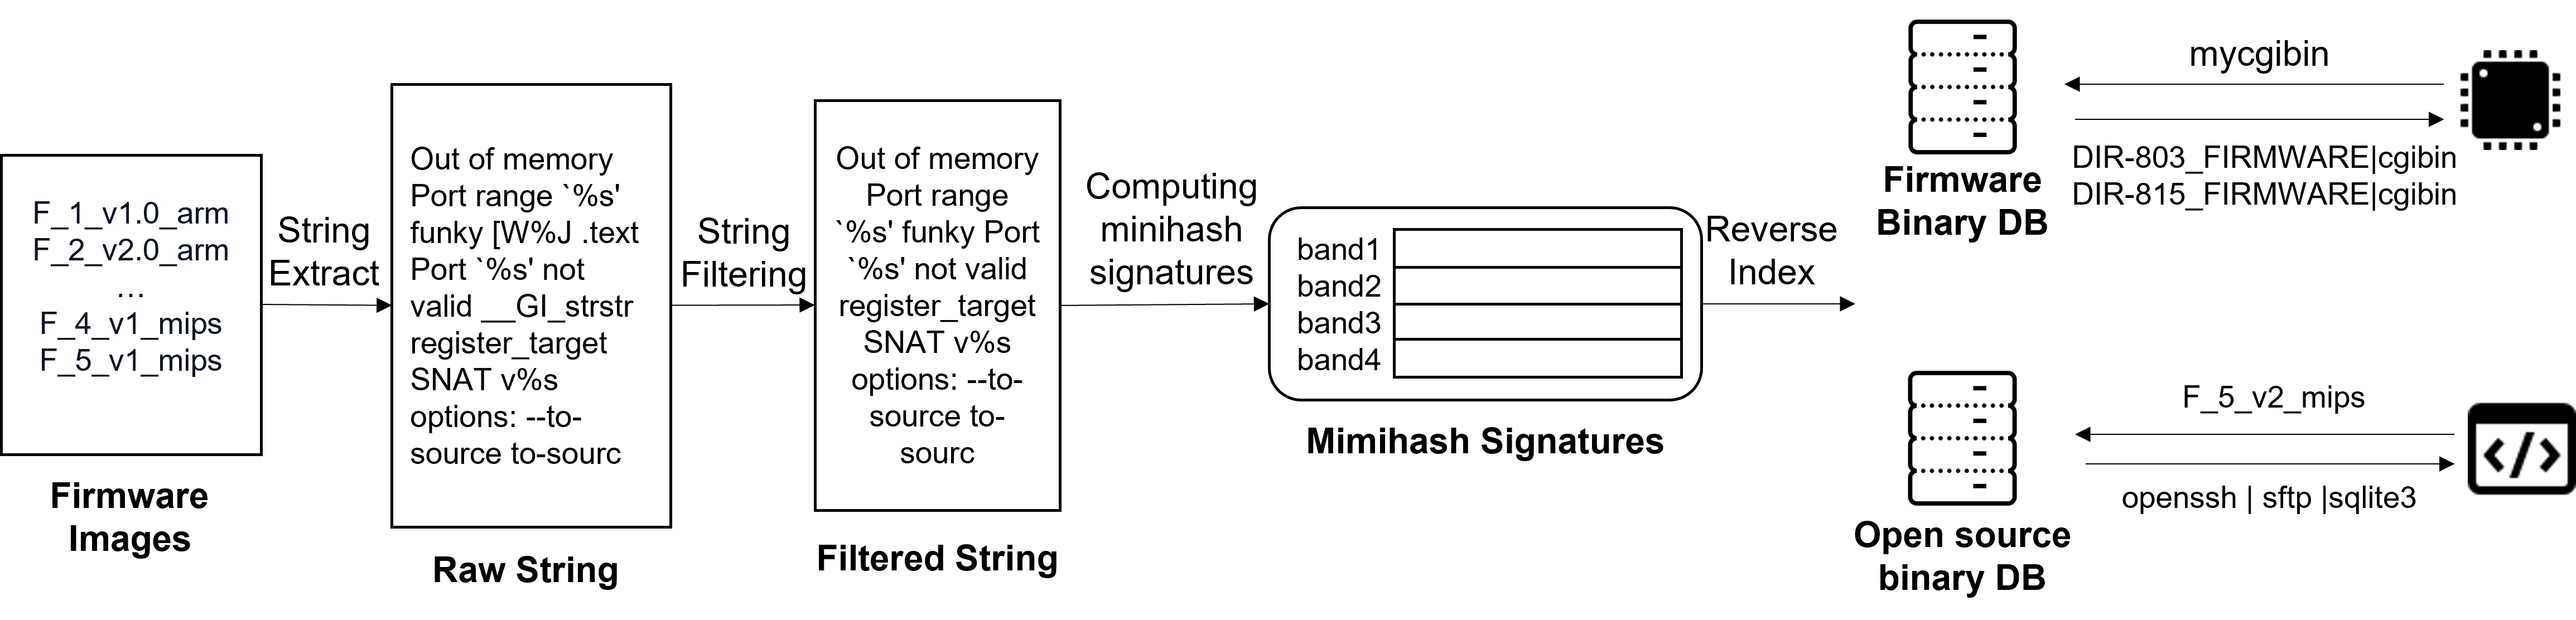 F_1_v1.0_arm
F_2_v2.0_arm
...
F_4_v1_mips
F_5_v1_mips
Firmware
Images
String
Extract
Out of memory
Port range `%s'
funky [W%J .text
Port `%s' not
valid __GI_strstr
register_target
SNAT v%s
options: --to-
source to-sourc
Raw String
String
Filtering
Out of memory
Port range
`%s' funky Port
`%s' not valid
register_target
SNAT v%s
options: --to-
source to-
sourc
Filtered String
Computing
minihash
signatures
band1
band2
band3
band4
Mimihash Signatures
Reverse
Index
Firmware
Binary DB
mycgibin
DIR-803_FIRMWARE|cgibin
DIR-815_FIRMWARE|cgibin
Open source
binary DB
F_5_v2_mips
openssh | sftp |sqlite3